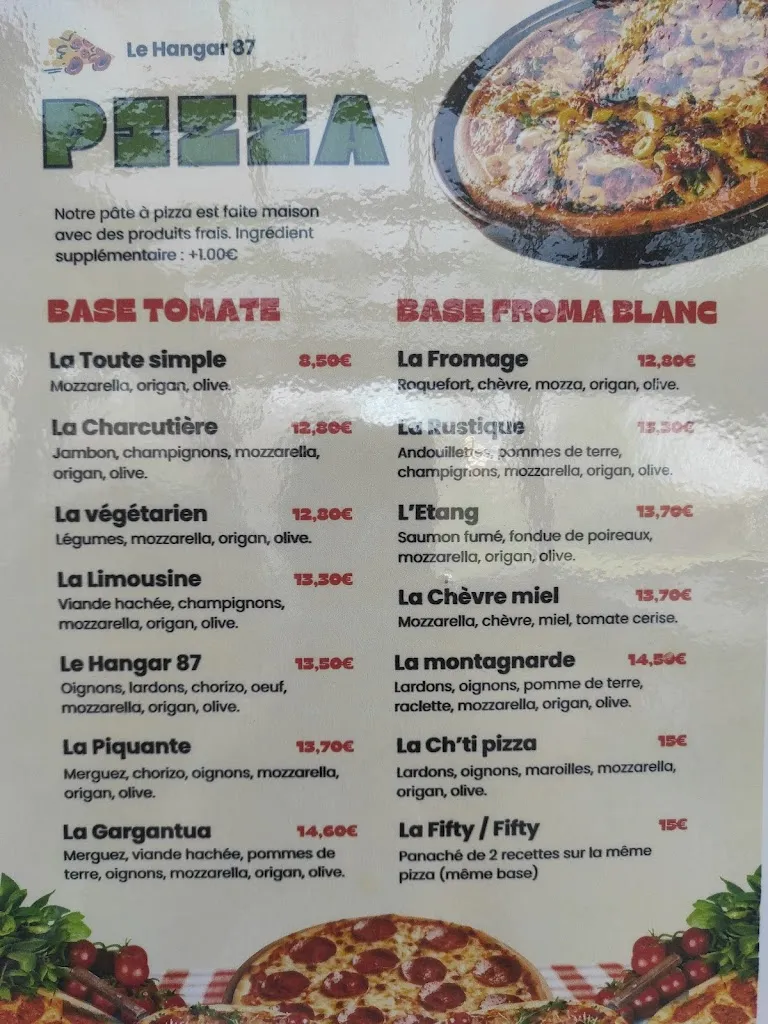 Le Hangar 87
PIZZA
Notre pâte à pizza est faite maison
avec des produits frais. Ingrédient
supplémentaire : +1.00€
BASE TOMATE
La Toute simple 8,50€
Mozzarella, origan, olive.
La Charcutière 12,80€
Jambon, champignons, mozzarella,
origan, olive.
La végétarien 12,80€
Légumes, mozzarella, origan, olive.
La Limousine 13,30€
Viande hachée, champignons,
mozzarella, origan, olive.
Le Hangar 87 13,50€
Oignons, lardons, chorizo, oeuf,
mozzarella, origan, olive.
La Piquante 13,70€
Merguez, chorizo, oignons, mozzarella,
origan, olive.
La Gargantua 14,60€
Merguez, viande hachée, pommes de
terre, oignons, mozzarella, origan, olive.
BASE FROMA BLANC
La Fromage 12,80€
Roquefort, chèvre, mozza, origan, olive.
La Rustique 13,30€
Andouillettes, pommes de terre,
champignons, mozzarella, origan, olive.
L'Etang 13,70€
Saumon fumé, fondue de poireaux,
mozzarella, origan, olive.
La Chèvre miel 13,70€
Mozzarella, chèvre, miel, tomate cerise.
La montagnarde 14,50€
Lardons, oignons, pomme de terre,
raclette, mozzarella, origan, olive.
La Ch'ti pizza 15€
Lardons, oignons, maroilles, mozzarella,
origan, olive.
La Fifty / Fifty 15€
Panaché de 2 recettes sur la même
pizza (même base)